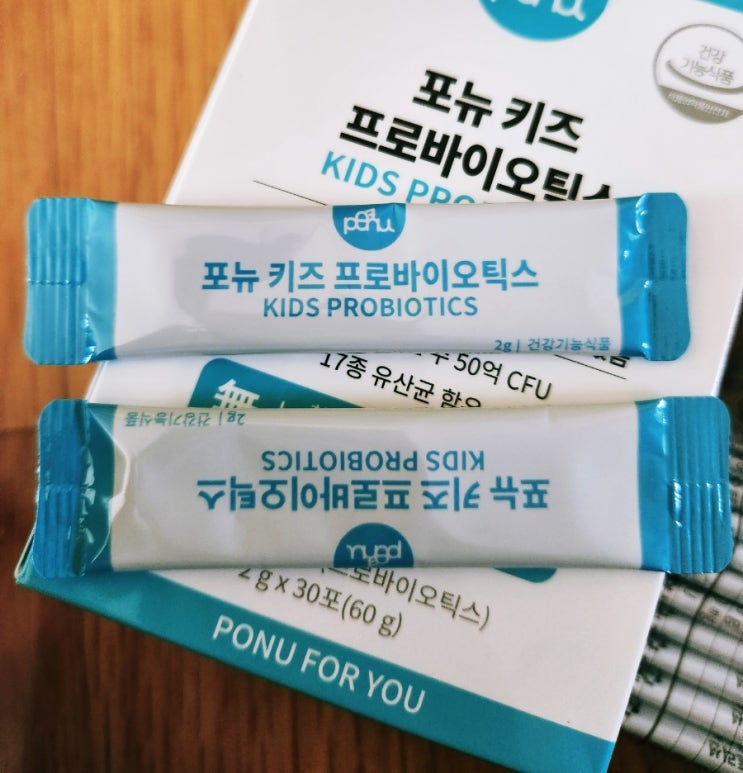 ponu
건강
기능식품
포뉴 키즈
프로바이오틱스
KIDS
ponu
포뉴 키즈 프로바이오틱스
KIDS PROBIOTICS
2g | 건강기능식품
50억 CFU
17종 유산균 함유
無
2g | 건강기능식품
KIDS PROBIOTICS
포뉴 키즈 프로바이오틱스
ponu
(프로바이오틱스)
2 g x 30포(60 g)
PONU FOR YOU